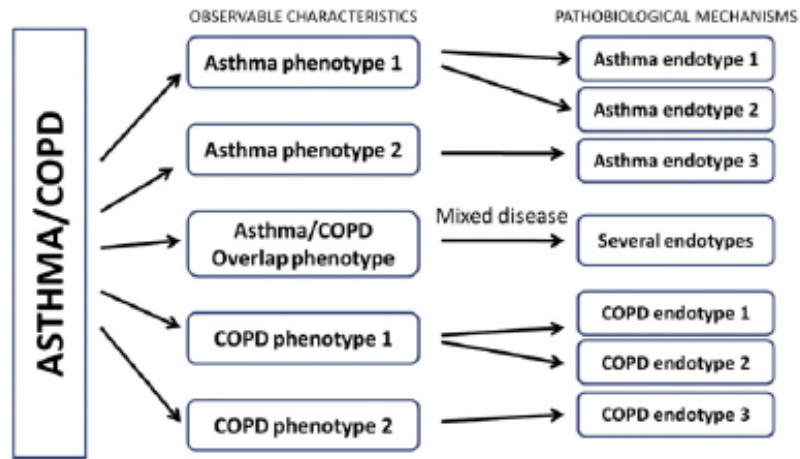 OBSERVABLE CHARACTERISTICS
PATHOBIOLOGICAL MECHANISMS
ASTHMA/COPD
Asthma phenotype 1
Asthma endotype 1
Asthma endotype 2
Asthma phenotype 2
Asthma endotype 3
Asthma/COPD
Overlap phenotype
Mixed disease
Several endotypes
COPD phenotype 1
COPD endotype 1
COPD endotype 2
COPD phenotype 2
COPD endotype 3